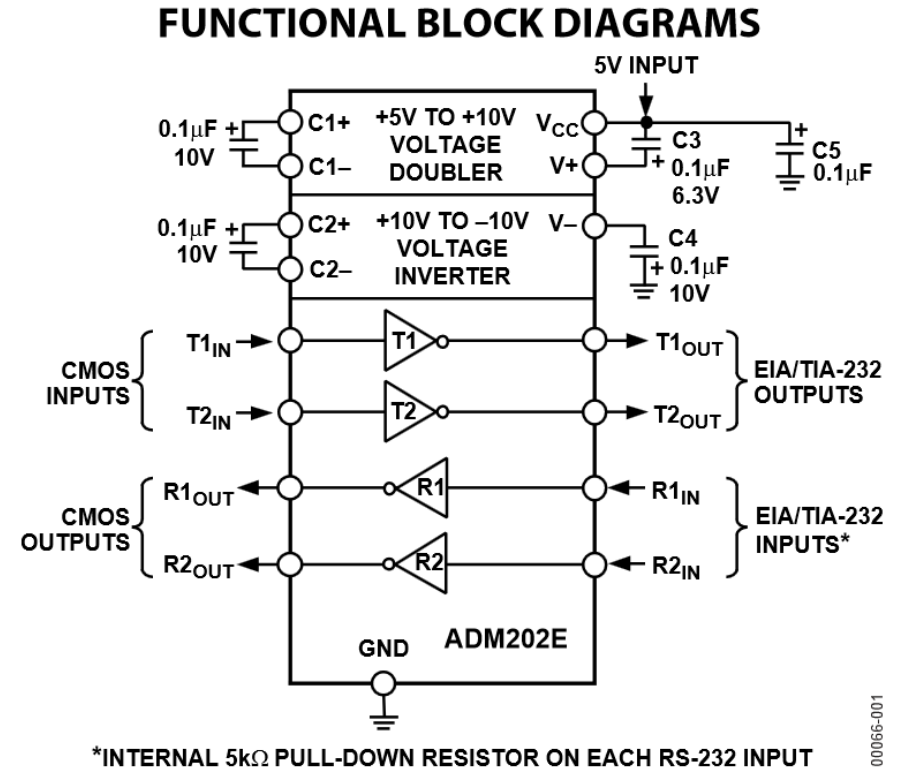 FUNCTIONAL BLOCK DIAGRAMS
5V INPUT
0.1μF +
10V
C1+
C1–
+5V TO +10V
VOLTAGE
DOUBLER
VCC
V+
C3
+ 0.1μF
6.3V
+
C5
0.1μF
0.1μF +
10V
C2+
C2–
+10V TO –10V
VOLTAGE
INVERTER
V–
C4
+ 0.1μF
10V
CMOS
INPUTS
T1IN
T1
T1OUT
T2IN
T2
T2OUT
EIA/TIA-232
OUTPUTS
CMOS
OUTPUTS
R1OUT
R1
R1IN
R2OUT
R2
R2IN
EIA/TIA-232
INPUTS*
GND
ADM202E
00066-001
*INTERNAL 5kΩ PULL-DOWN RESISTOR ON EACH RS-232 INPUT